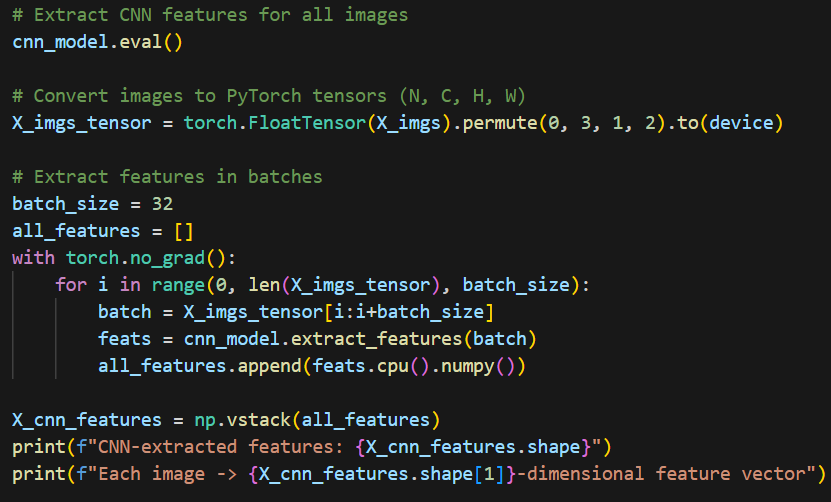 # Extract CNN features for all images
cnn_model.eval()

# Convert images to PyTorch tensors (N, C, H, W)
X_imgs_tensor = torch.FloatTensor(X_imgs).permute(0, 3, 1, 2).to(device)

# Extract features in batches
batch_size = 32
all_features = []
with torch.no_grad():
    for i in range(0, len(X_imgs_tensor), batch_size):
        batch = X_imgs_tensor[i:i+batch_size]
        feats = cnn_model.extract_features(batch)
        all_features.append(feats.cpu().numpy())

X_cnn_features = np.vstack(all_features)
print(f"CNN-extracted features: {X_cnn_features.shape}")
print(f"Each image -> {X_cnn_features.shape[1]}-dimensional feature vector")